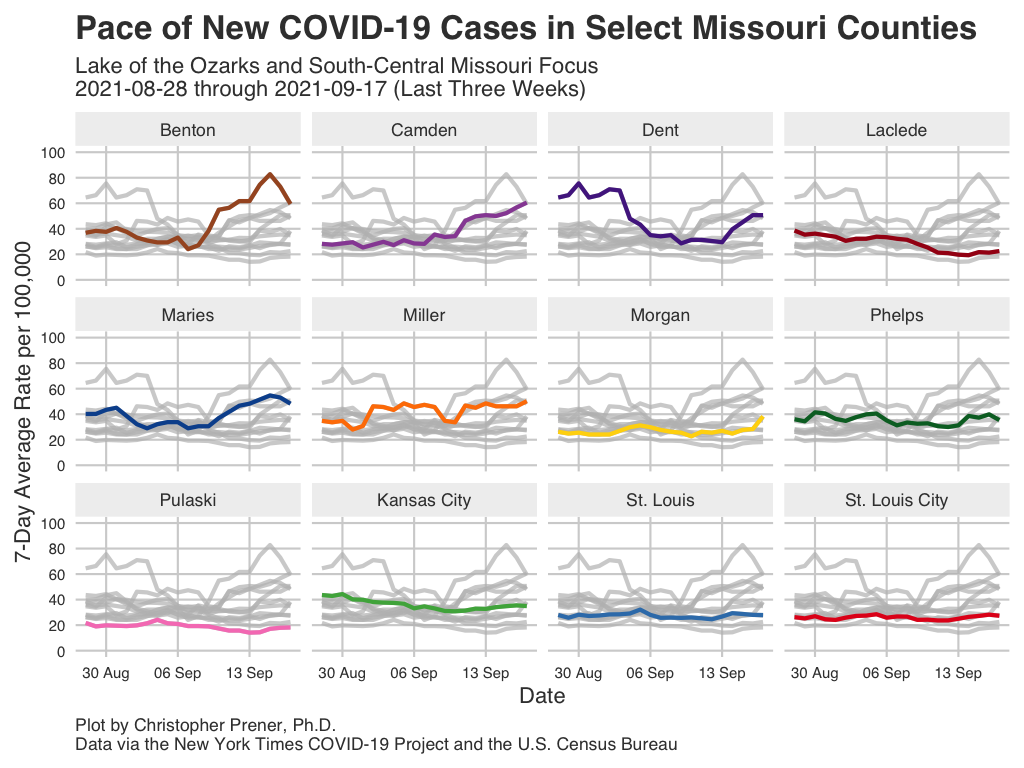 Pace of New COVID-19 Cases in Select Missouri Counties
Lake of the Ozarks and South-Central Missouri Focus
2021-08-28 through 2021-09-17 (Last Three Weeks)
Benton Camden Dent Laclede
100
80
60
40
20
0
Maries Miller Morgan Phelps
100
80
60
40
20
0
Pulaski Kansas City St. Louis St. Louis City
100
80
60
40
20
0
7-Day Average Rate per 100,000
30 Aug 06 Sep 13 Sep 30 Aug 06 Sep 13 Sep 30 Aug 06 Sep 13 Sep 30 Aug 06 Sep 13 Sep
Date
Plot by Christopher Prener, Ph.D.
Data via the New York Times COVID-19 Project and the U.S. Census Bureau